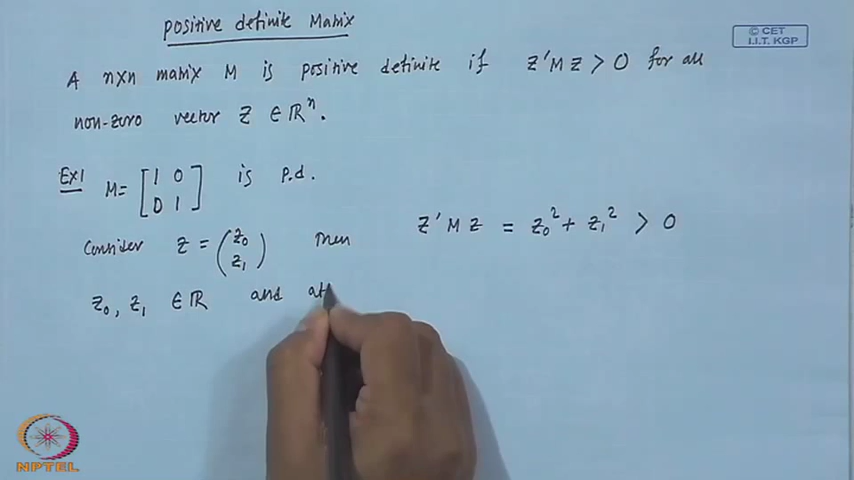 positive definite Matrix
© CET
I.I.T. KGP
A n×n matrix M is positive definite if Z'MZ > 0 for all
non-zero vector Z ∈ ℝⁿ.
Ex1 M = [1 0
0 1] is P.d.
Consider Z = (z₀
z₁) Then Z'MZ = z₀² + z₁² > 0
z₀, z₁ ∈ ℝ and at
NPTEL